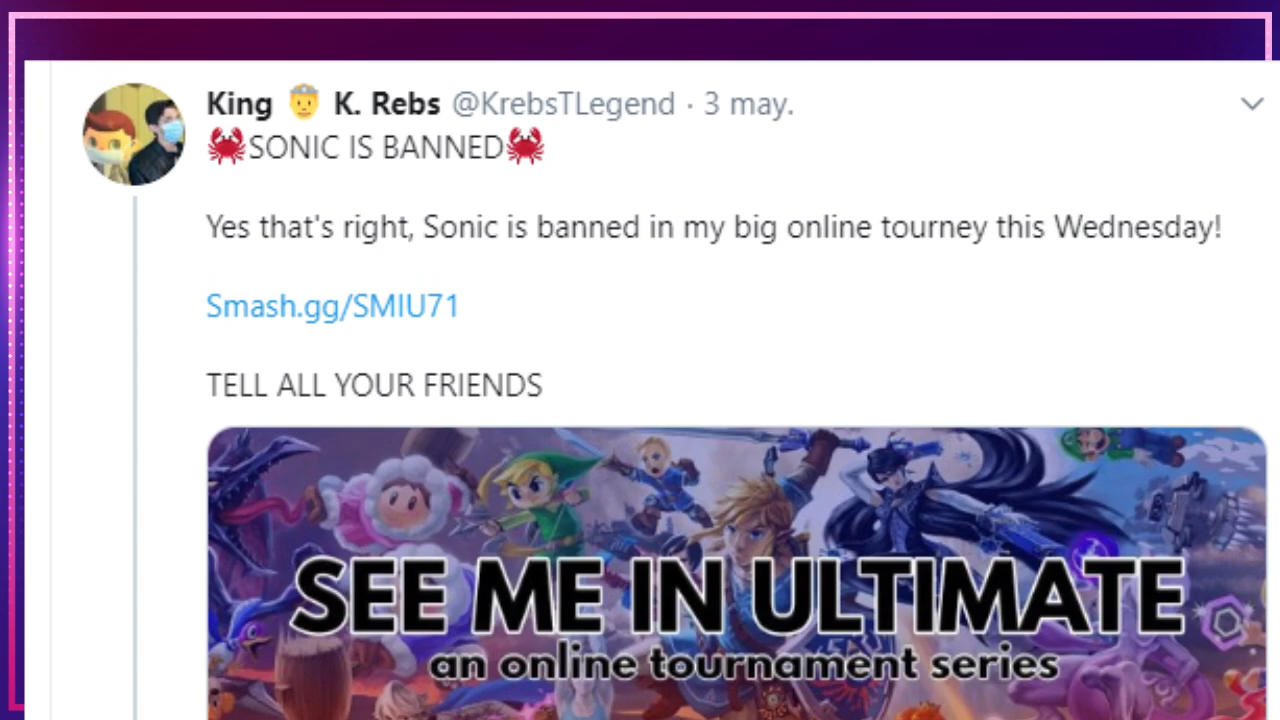 King 🤴 K. Rebs @KrebsTLegend · 3 may.
🦀SONIC IS BANNED🦀
Yes that's right, Sonic is banned in my big online tourney this Wednesday!
Smash.gg/SMIU71
TELL ALL YOUR FRIENDS
SEE ME IN ULTIMATE
an online tournament series